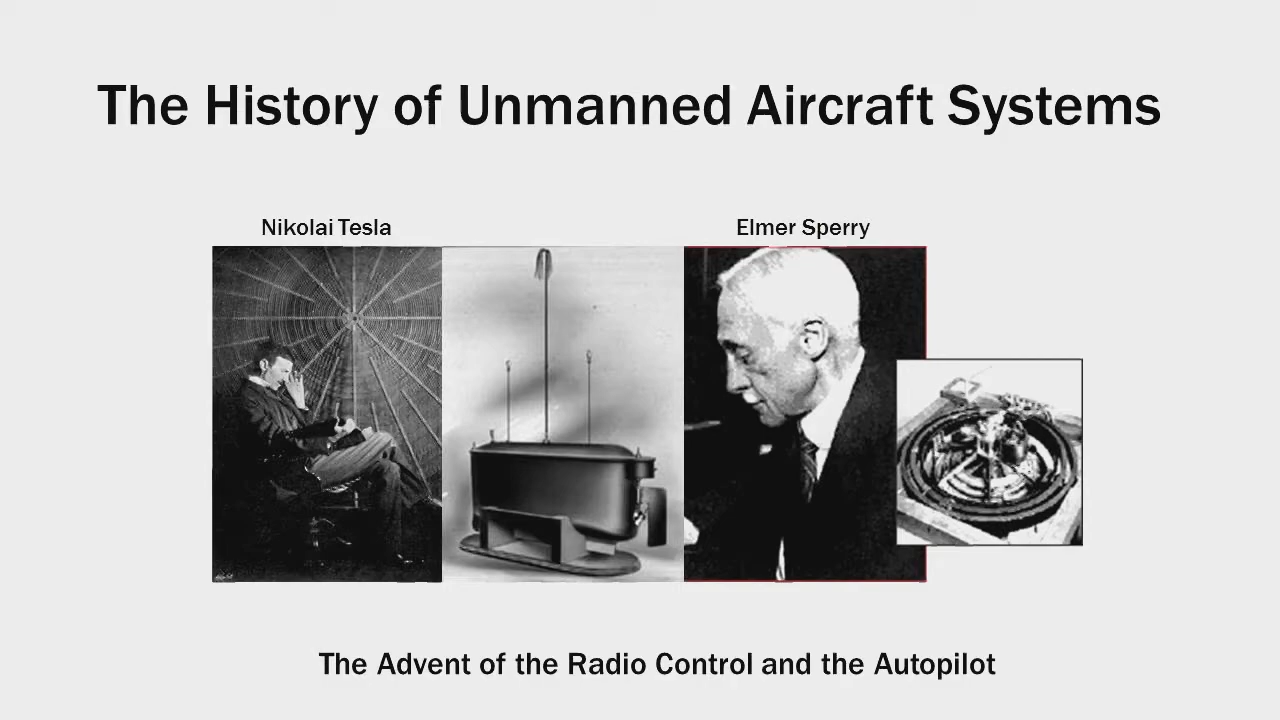 The History of Unmanned Aircraft Systems
Nikolai Tesla
Elmer Sperry
The Advent of the Radio Control and the Autopilot